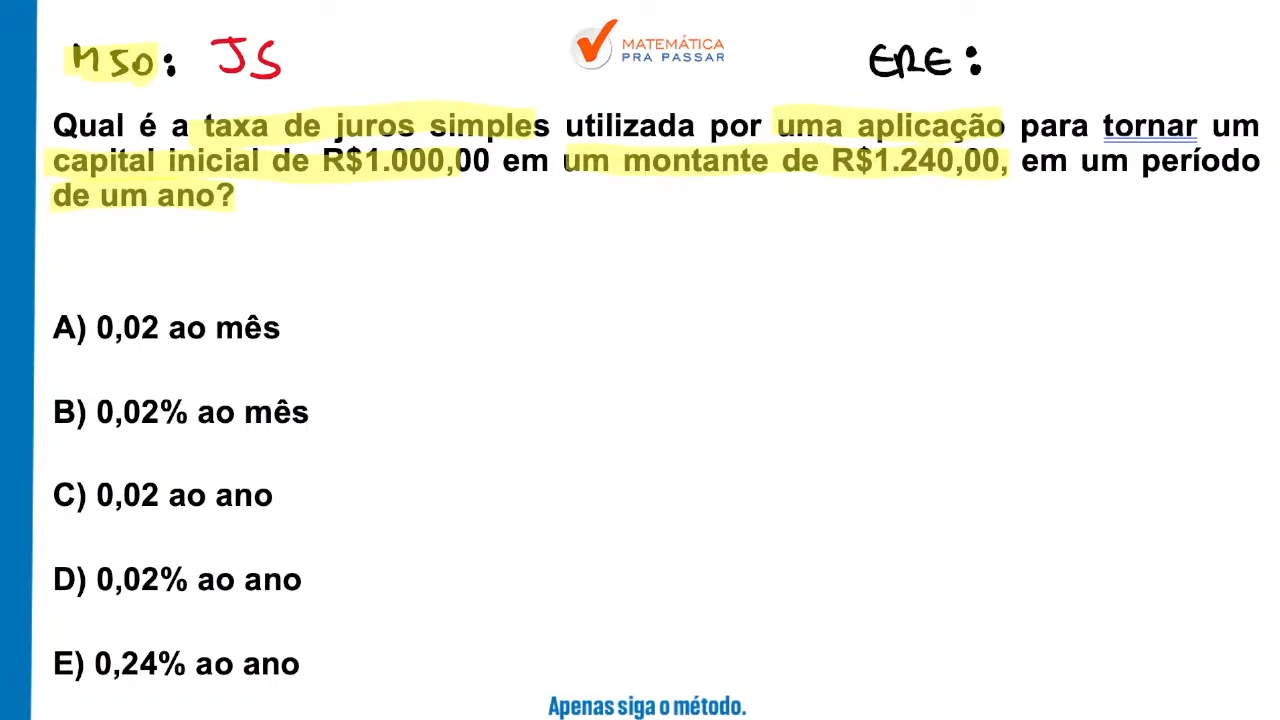 MSO: JS
MATEMÁTICA
PRA PASSAR
ERE:
Qual é a taxa de juros simples utilizada por uma aplicação para tornar um
capital inicial de R$1.000,00 em um montante de R$1.240,00, em um período
de um ano?
A) 0,02 ao mês
B) 0,02% ao mês
C) 0,02 ao ano
D) 0,02% ao ano
E) 0,24% ao ano
Apenas siga o método.